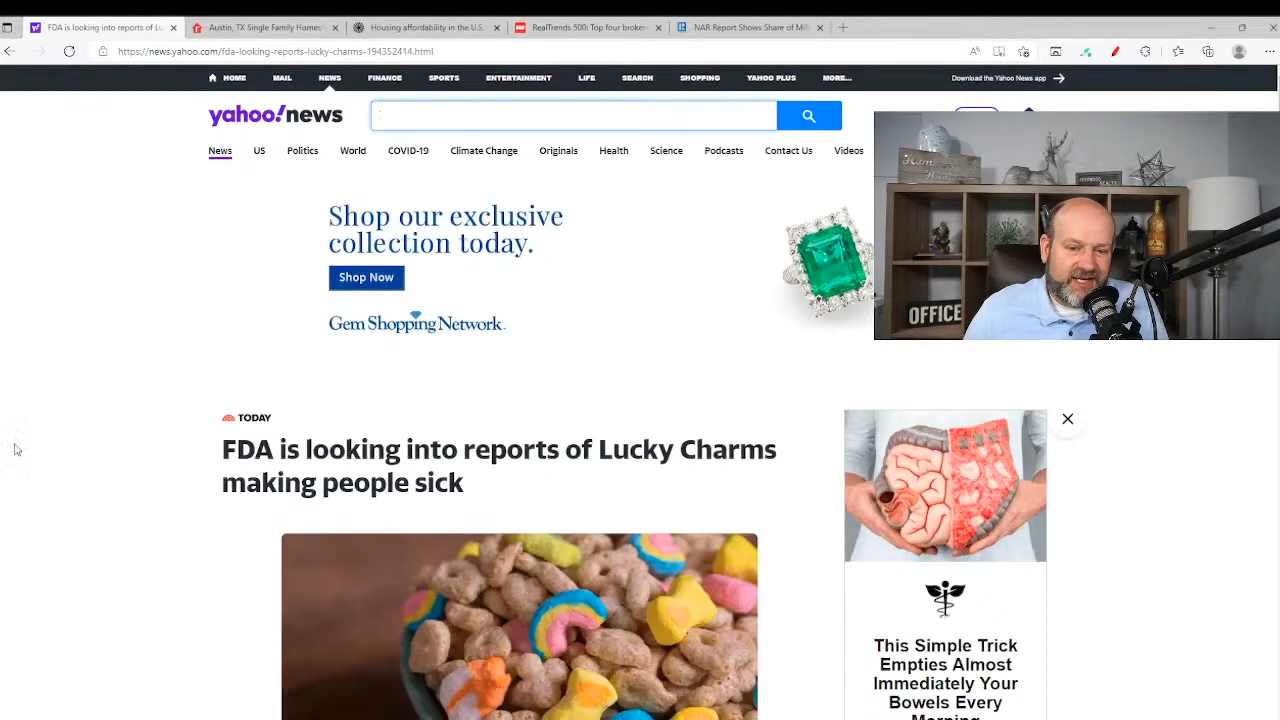 FDA is looking into reports of Lu
Austin, TX Single Family Homes
Housing affordability in the U.S.
RealTrends 500: Top four broker
NAR Report Shows Share of Mil
https://news.yahoo.com/fda-looking-reports-lucky-charms-194352414.html
HOME MAIL NEWS FINANCE SPORTS ENTERTAINMENT LIFE SEARCH SHOPPING YAHOO PLUS MORE... Download the Yahoo News app
yahoo!news
News US Politics World COVID-19 Climate Change Originals Health Science Podcasts Contact Us Videos
Shop our exclusive
collection today.
Shop Now
Gem Shopping Network
OFFICE
TODAY
FDA is looking into reports of Lucky Charms
making people sick
This Simple Trick
Empties Almost
Immediately Your
Bowels Every
Morning